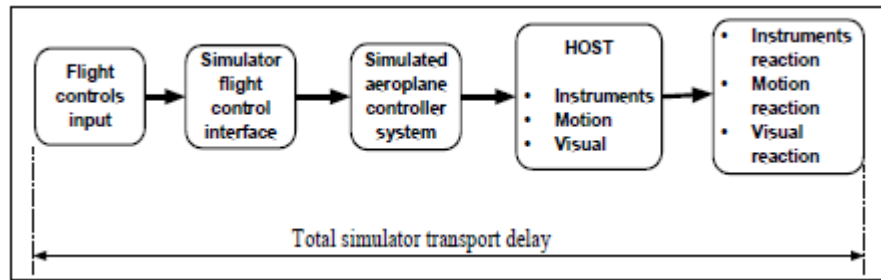 Flight
controls
input
Simulator
flight
control
interface
Simulated
aeroplane
controller
system
HOST
• Instruments
• Motion
• Visual
• Instruments
reaction
• Motion
reaction
• Visual
reaction
Total simulator transport delay